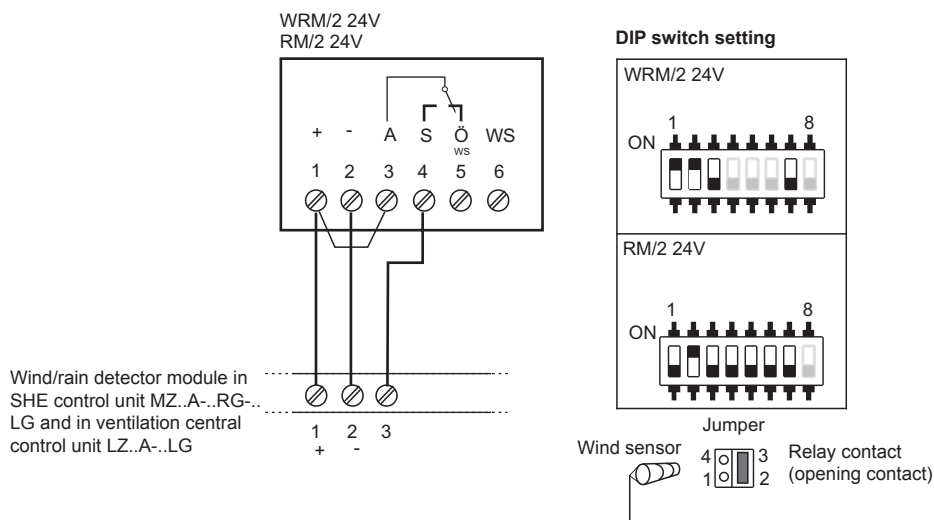 WRM/2 24V
RM/2 24V
+ - A S Ö WS
WS
1 2 3 4 5 6
Wind/rain detector module in
SHE control unit MZ..A-..RG-..
LG and in ventilation central
control unit LZ..A-..LG
1 2 3
+ -
DIP switch setting
WRM/2 24V
1 8
ON
RM/2 24V
1 8
ON
Jumper
Wind sensor
4 3
1 2
Relay contact
(opening contact)